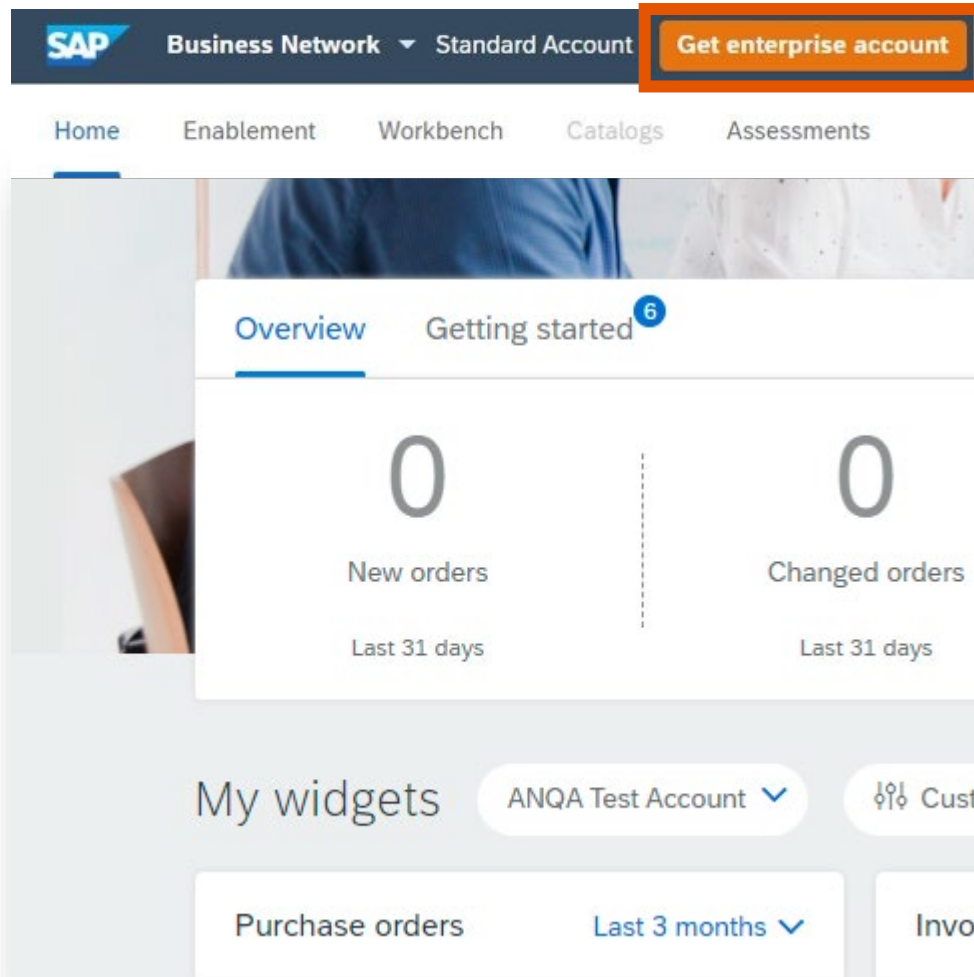 SAP Business Network Standard Account Get enterprise account
Home Enablement Workbench Catalogs Assessments
Overview Getting started 6
0 0
New orders Changed orders
Last 31 days Last 31 days
My widgets ANQA Test Account Cust
Purchase orders Last 3 months Invo